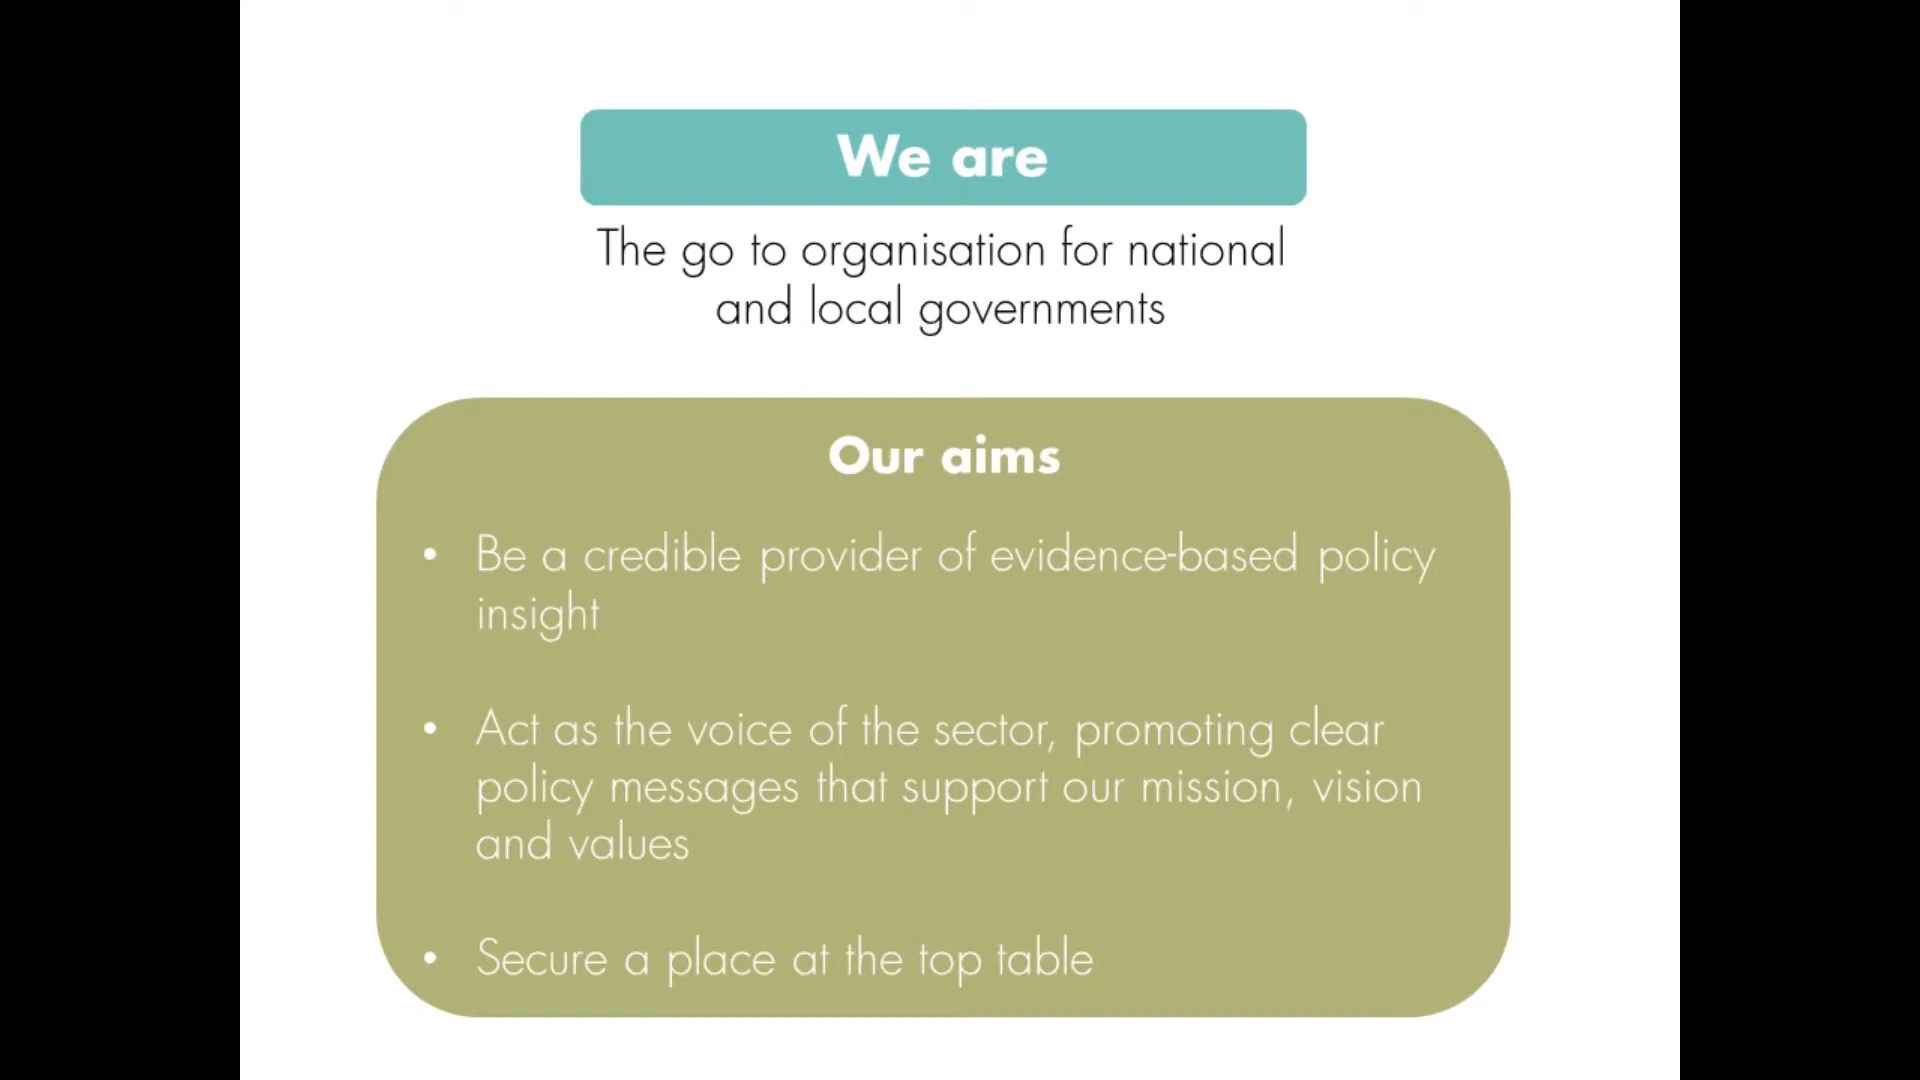 We are
The go to organisation for national
and local governments
Our aims
• Be a credible provider of evidence-based policy
insight
• Act as the voice of the sector, promoting clear
policy messages that support our mission, vision
and values
• Secure a place at the top table